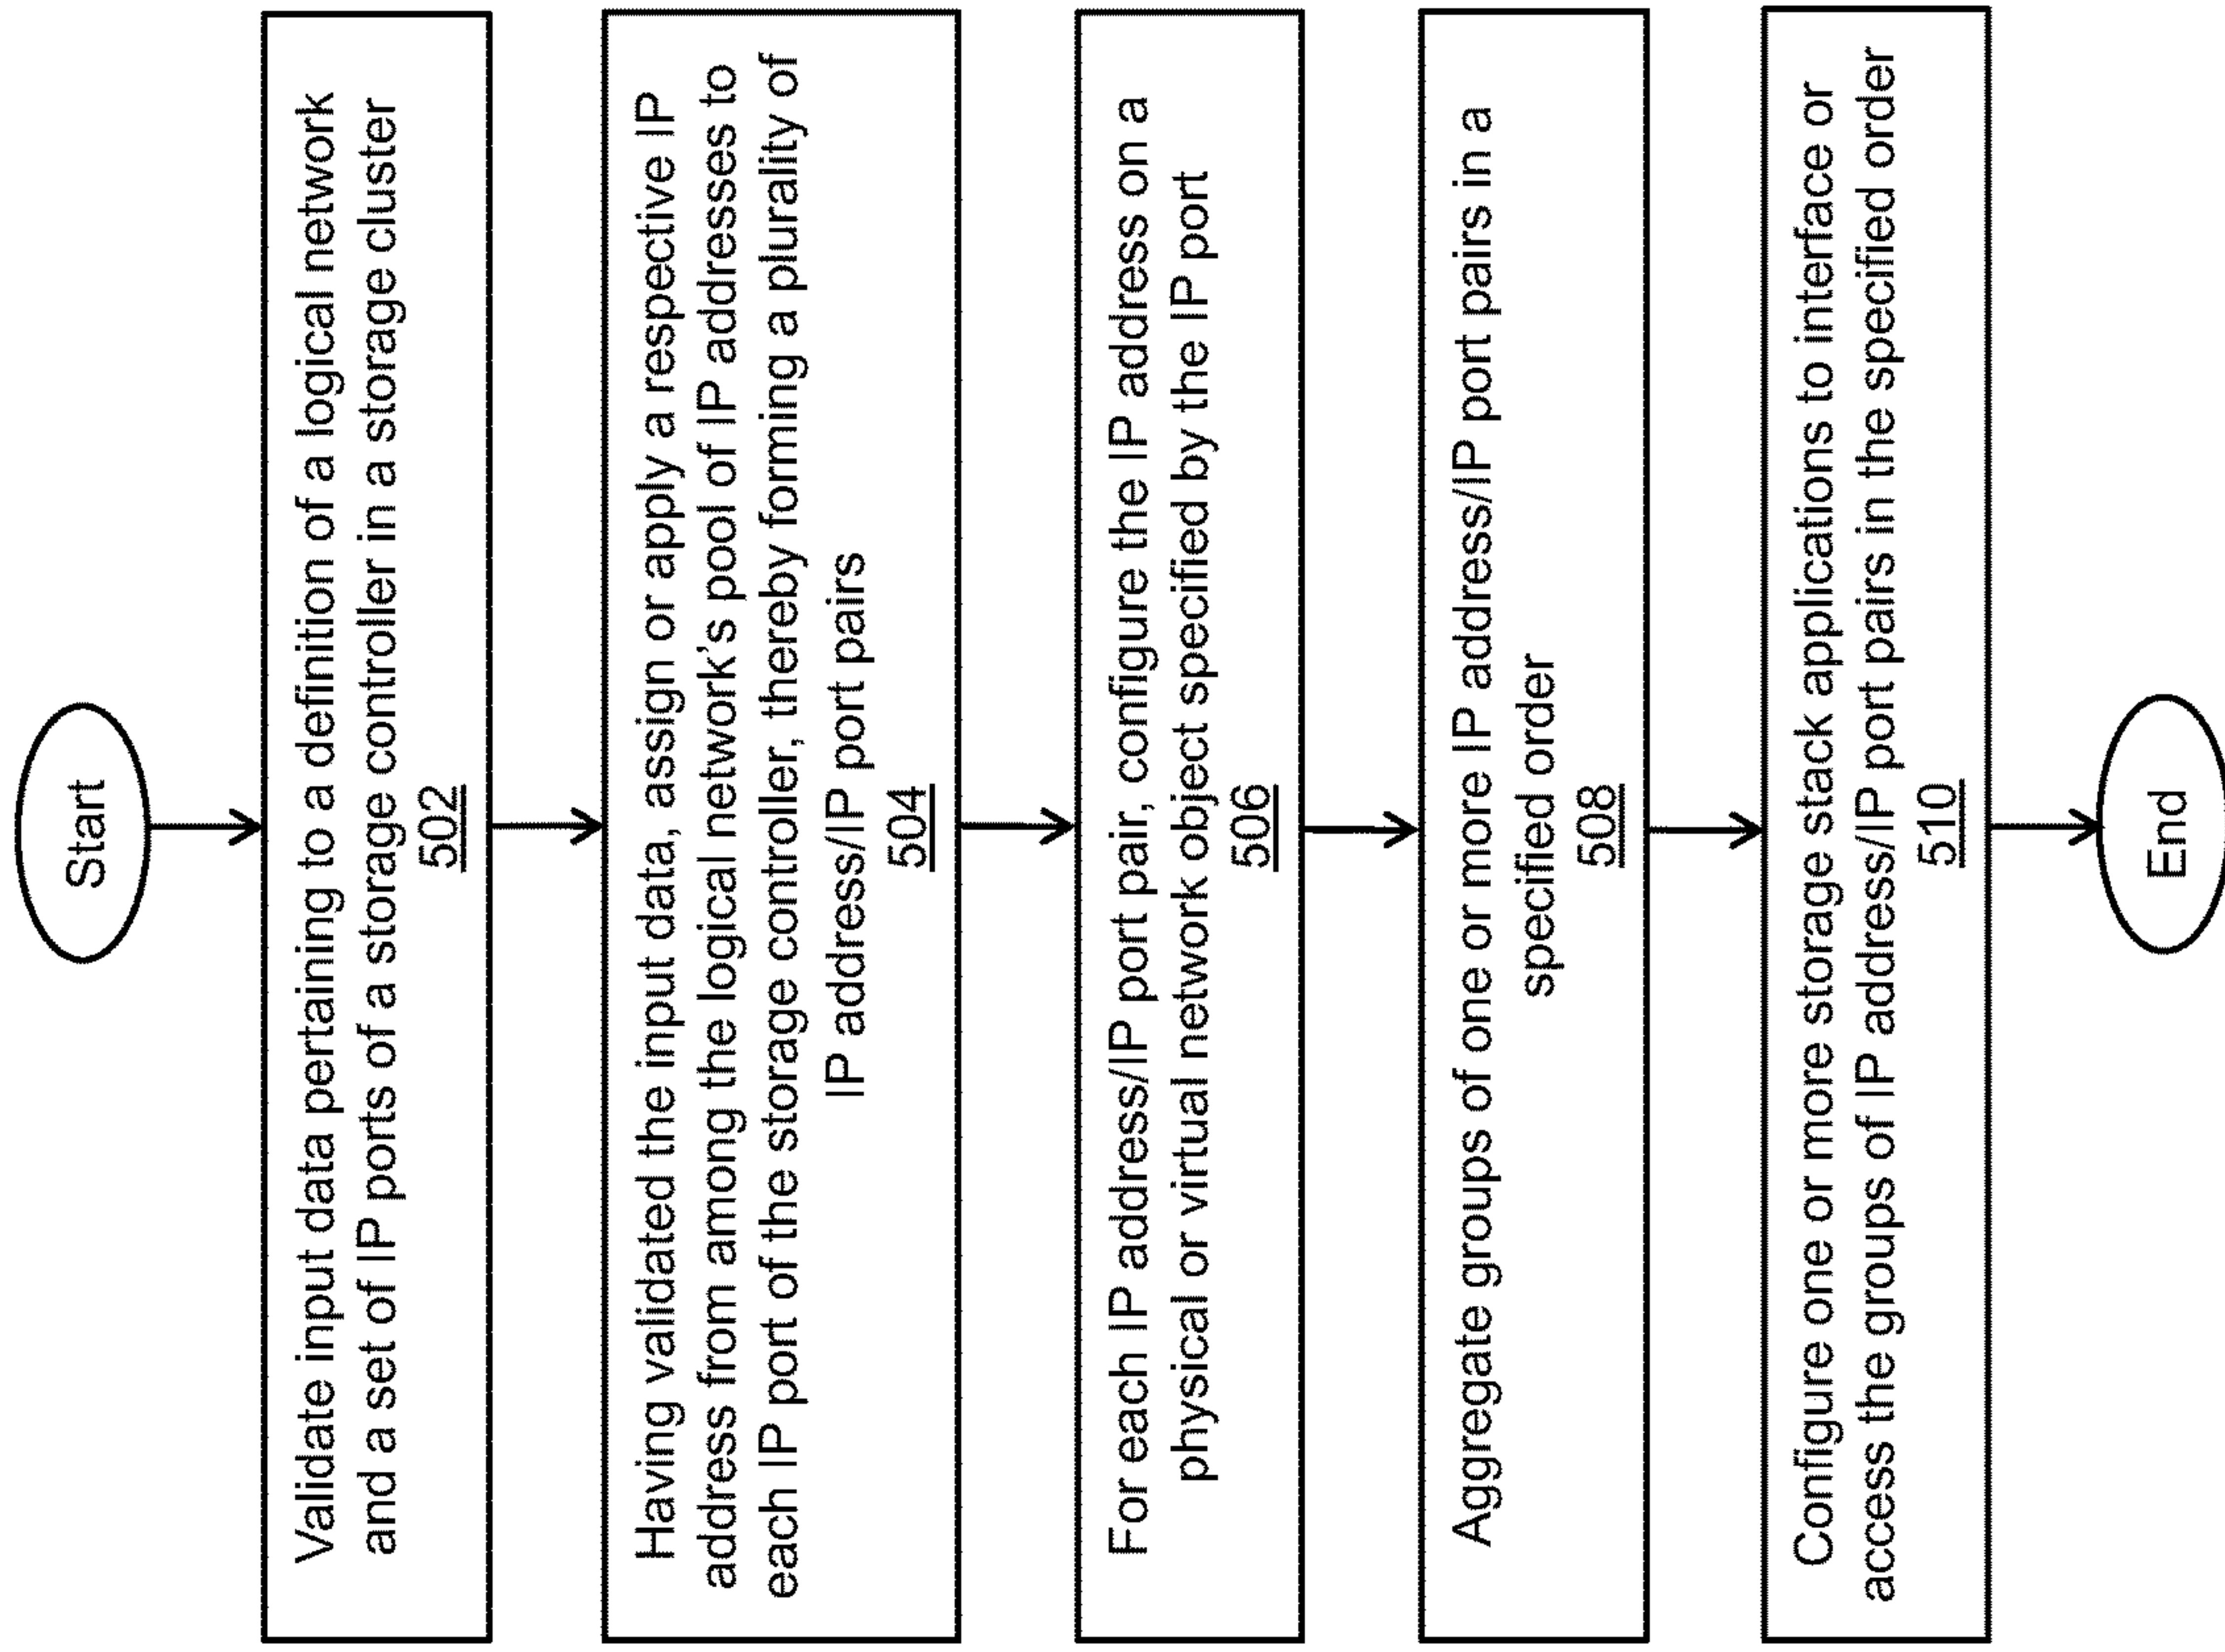 Start
Validate input data pertaining to a definition of a logical network
and a set of IP ports of a storage controller in a storage cluster
502
Having validated the input data, assign or apply a respective IP
address from among the logical network's pool of IP addresses to
each IP port of the storage controller, thereby forming a plurality of
IP address/IP port pairs
504
For each IP address/IP port pair, configure the IP address on a
physical or virtual network object specified by the IP port
506
Aggregate groups of one or more IP address/IP port pairs in a
specified order
508
Configure one or more storage stack applications to interface or
access the groups of IP address/IP port pairs in the specified order
510
End